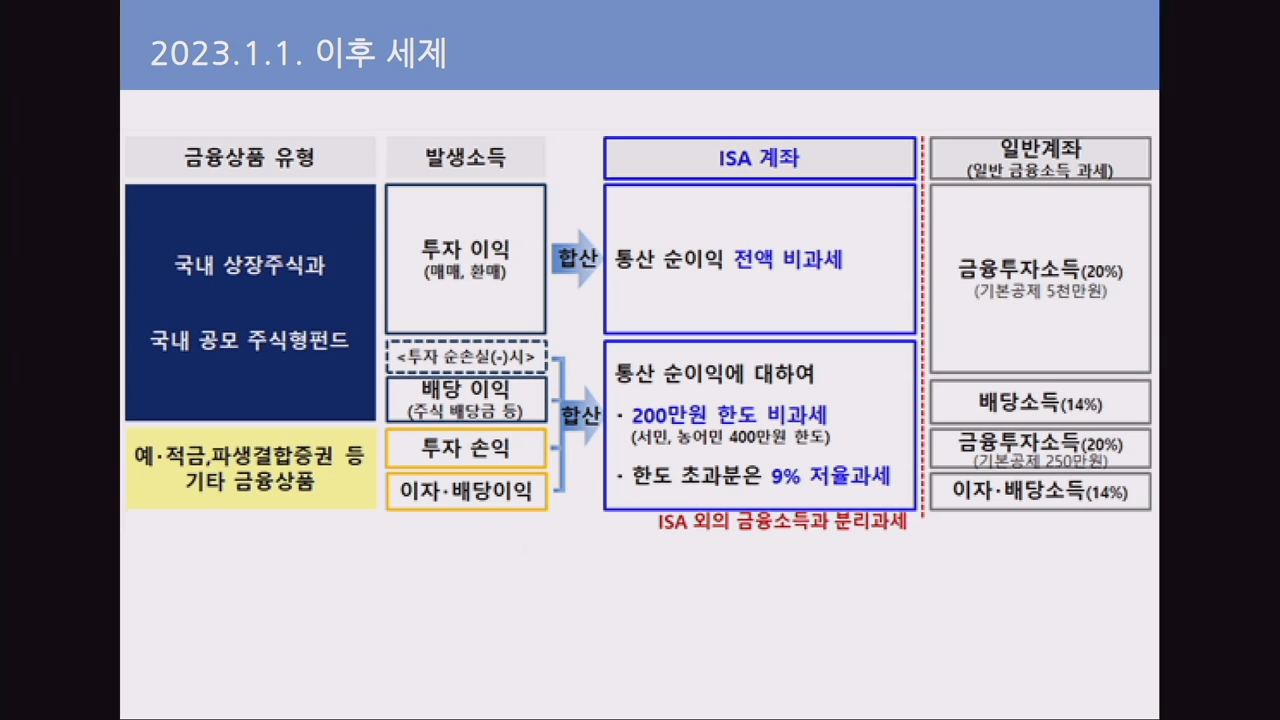 2023.1.1. 이후 세제
금융상품 유형
발생소득
ISA 계좌
일반계좌
(일반 금융소득 과세)
국내 상장주식과
국내 공모 주식형펀드
투자 이익
(매매, 환매)
합산
통산 순이익 전액 비과세
금융투자소득(20%)
(기본공제 5천만원)
<투자 순손실(-)시>
배당 이익
(주식 배당금 등)
합산
통산 순이익에 대하여
· 200만원 한도 비과세
(서민, 농어민 400만원 한도)
· 한도 초과분은 9% 저율과세
배당소득(14%)
예·적금,파생결합증권 등
기타 금융상품
투자 손익
이자·배당이익
금융투자소득(20%)
(기본공제 250만원)
이자·배당소득(14%)
ISA 외의 금융소득과 분리과세